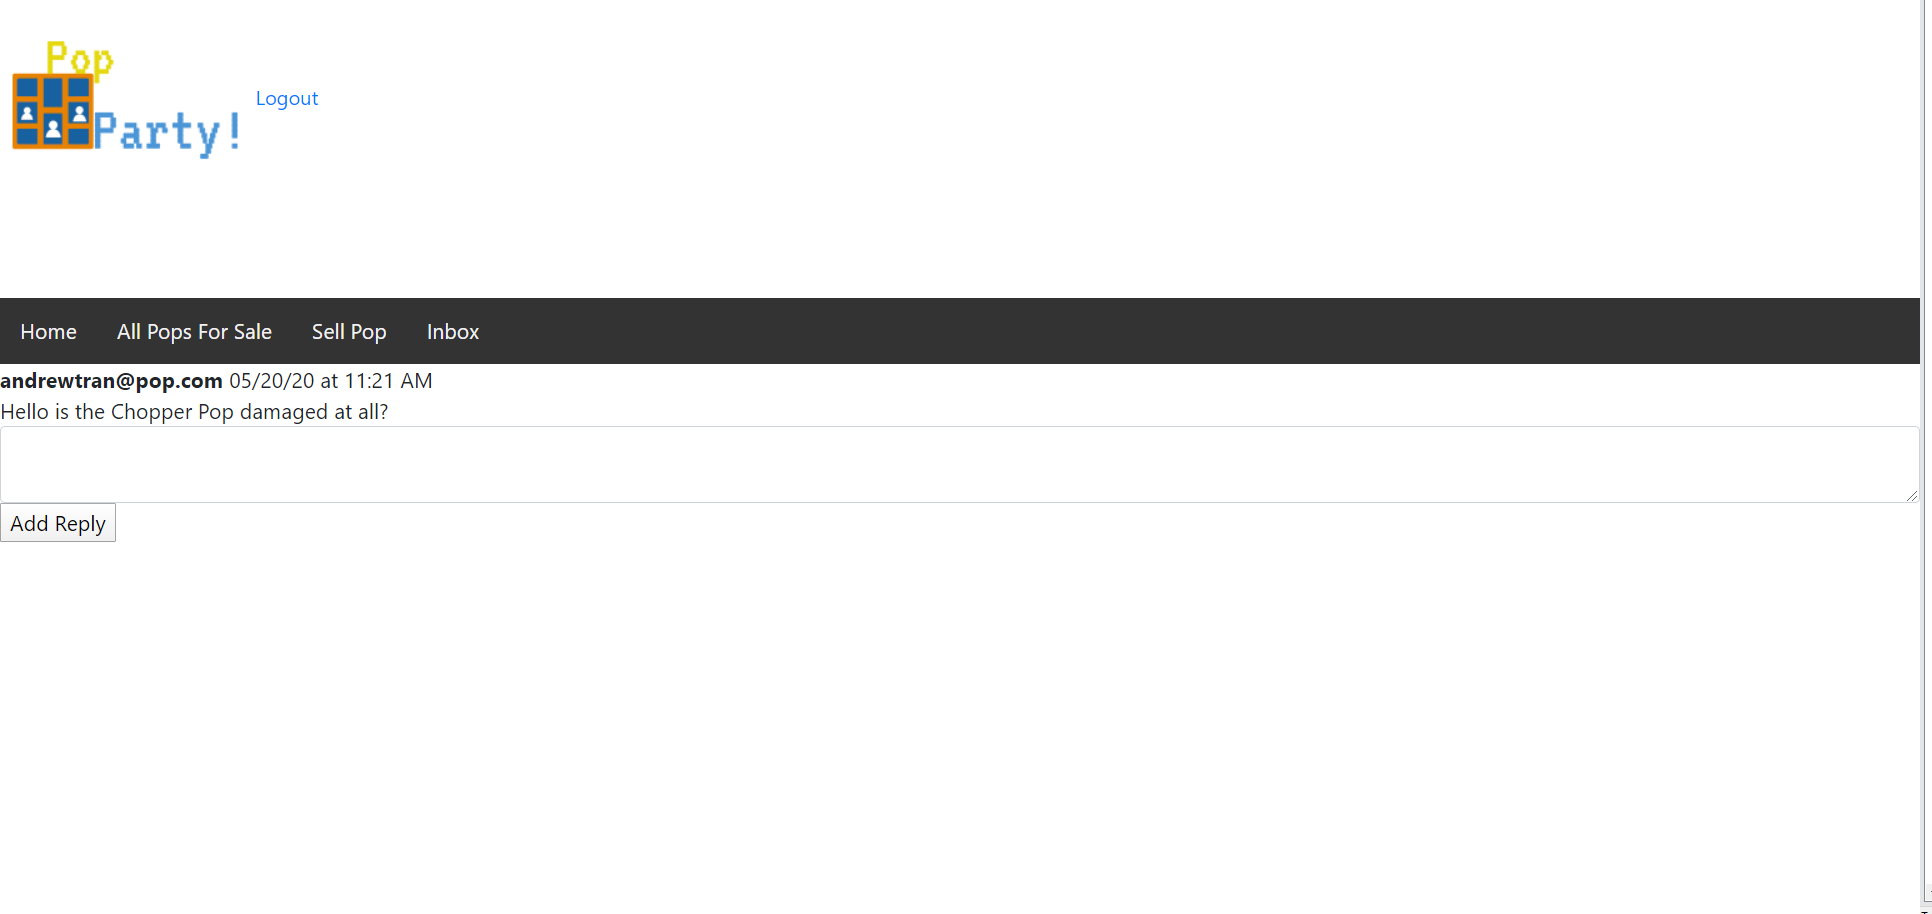 Pop
Party!
Logout
Home All Pops For Sale Sell Pop Inbox
andrewtran@pop.com 05/20/20 at 11:21 AM
Hello is the Chopper Pop damaged at all?
Add Reply